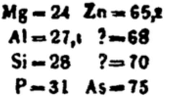 Mg=24 Zn=65,2
Al=27,1 ?=68
Si=28 ?=70
P=31 As=75